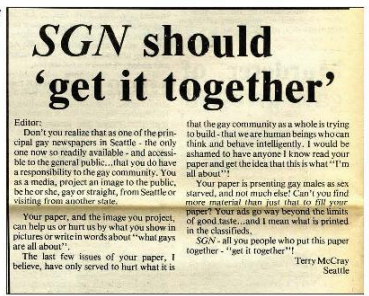 SGN should
'get it together'
Editor:
Don't you realize that as one of the prin-
cipal gay newspapers in Seattle - the only
one now so readily available - and accessi-
ble to the general public...that you do have
a responsibility to the gay community. You
as a media, project an image to the public,
be he or she, gay or straight, from Seattle or
visiting from another state.
Your paper, and the image you project,
can help us or hurt us by what you show in
pictures or write in words about "what gays
are all about".
The last few issues of your paper, I
believe, have only served to hurt what it is
that the gay community as a whole is trying
to build - that we are human beings who can
think and behave intelligently. I would be
ashamed to have anyone I know read your
paper and get the idea that this is what "I'm
all about"!
Your paper is presenting gay males as sex
starved, and not much else! Can't you find
more material than just that to fill your
paper? Your ads go way beyond the limits
of good taste...and I mean what is printed
in the classifieds.
SGN - all you people who put this paper
together - "get it together"!
Terry McCray
Seattle